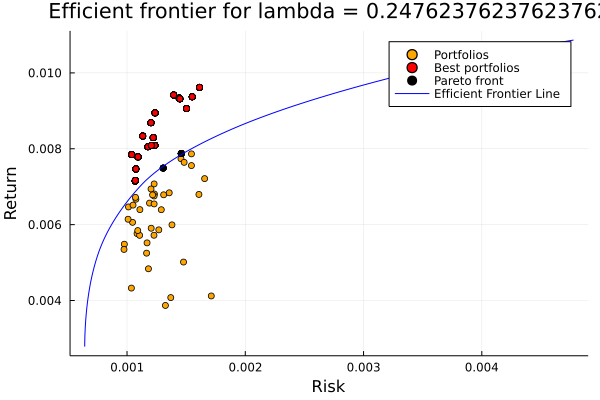 Efficient frontier for lambda = 0.2476237623762376
Portfolios
Best portfolios
Pareto front
Efficient Frontier Line
Return
0.010
0.008
0.006
0.004
0.001
0.002
0.003
0.004
Risk